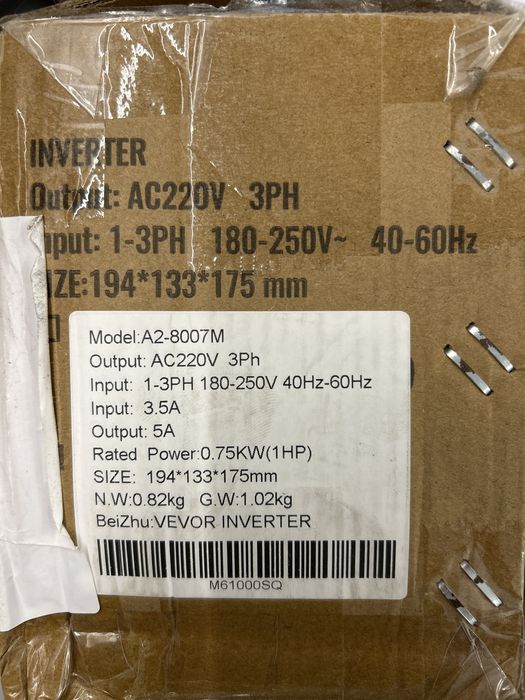 INVERTER
Output: AC220V 3PH
put: 1-3PH 180-250V~ 40-60Hz
ZE:194*133*175 mm
Model:A2-8007M
Output: AC220V 3Ph
Input: 1-3PH 180-250V 40Hz-60Hz
Input: 3.5A
Output: 5A
Rated Power:0.75KW(1HP)
SIZE: 194*133*175mm
N.W:0.82kg G.W:1.02kg
BeiZhu:VEVOR INVERTER
M61000SQ